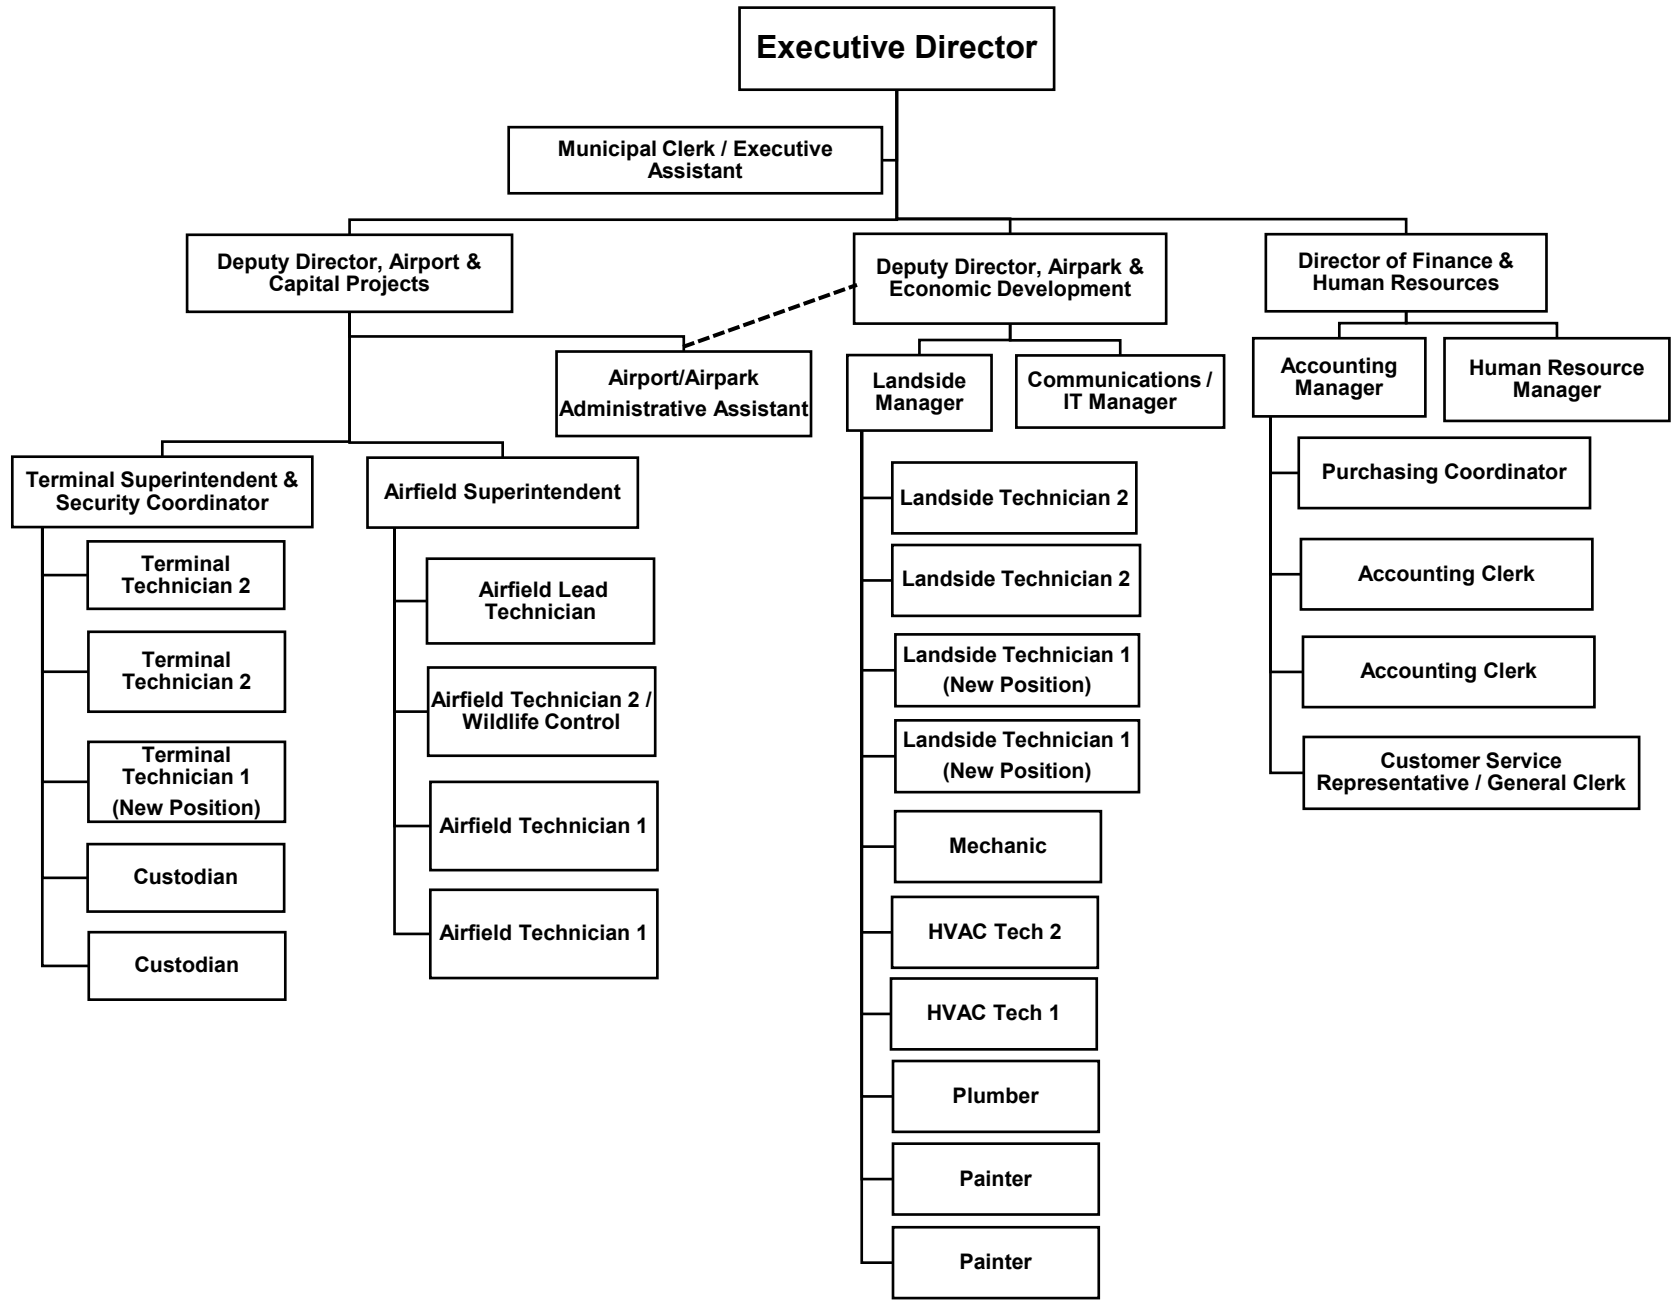 Executive Director
Municipal Clerk / Executive
Assistant
Deputy Director, Airport &
Capital Projects
Deputy Director, Airpark &
Economic Development
Director of Finance &
Human Resources
Airport/Airpark
Administrative Assistant
Landside
Manager
Communications /
IT Manager
Accounting
Manager
Human Resource
Manager
Terminal Superintendent &
Security Coordinator
Terminal
Technician 2
Terminal
Technician 2
Terminal
Technician 1
(New Position)
Custodian
Custodian
Airfield Superintendent
Airfield Lead
Technician
Airfield Technician 2 /
Wildlife Control
Airfield Technician 1
Airfield Technician 1
Landside Technician 2
Landside Technician 2
Landside Technician 1
(New Position)
Landside Technician 1
(New Position)
Mechanic
HVAC Tech 2
HVAC Tech 1
Plumber
Painter
Painter
Purchasing Coordinator
Accounting Clerk
Accounting Clerk
Customer Service
Representative / General Clerk